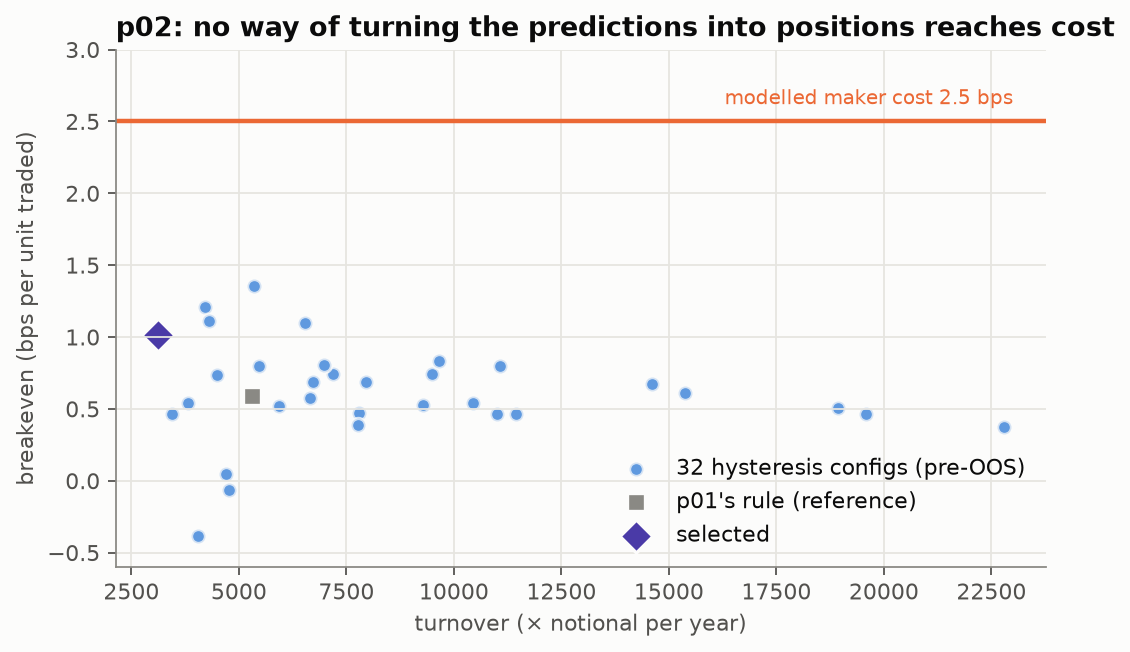 p02: no way of turning the predictions into positions reaches cost
3.0
2.5
2.0
1.5
1.0
0.5
0.0
−0.5
breakeven (bps per unit traded)
modelled maker cost 2.5 bps
32 hysteresis configs (pre-OOS)
p01's rule (reference)
selected
2500 5000 7500 10000 12500 15000 17500 20000 22500
turnover (× notional per year)